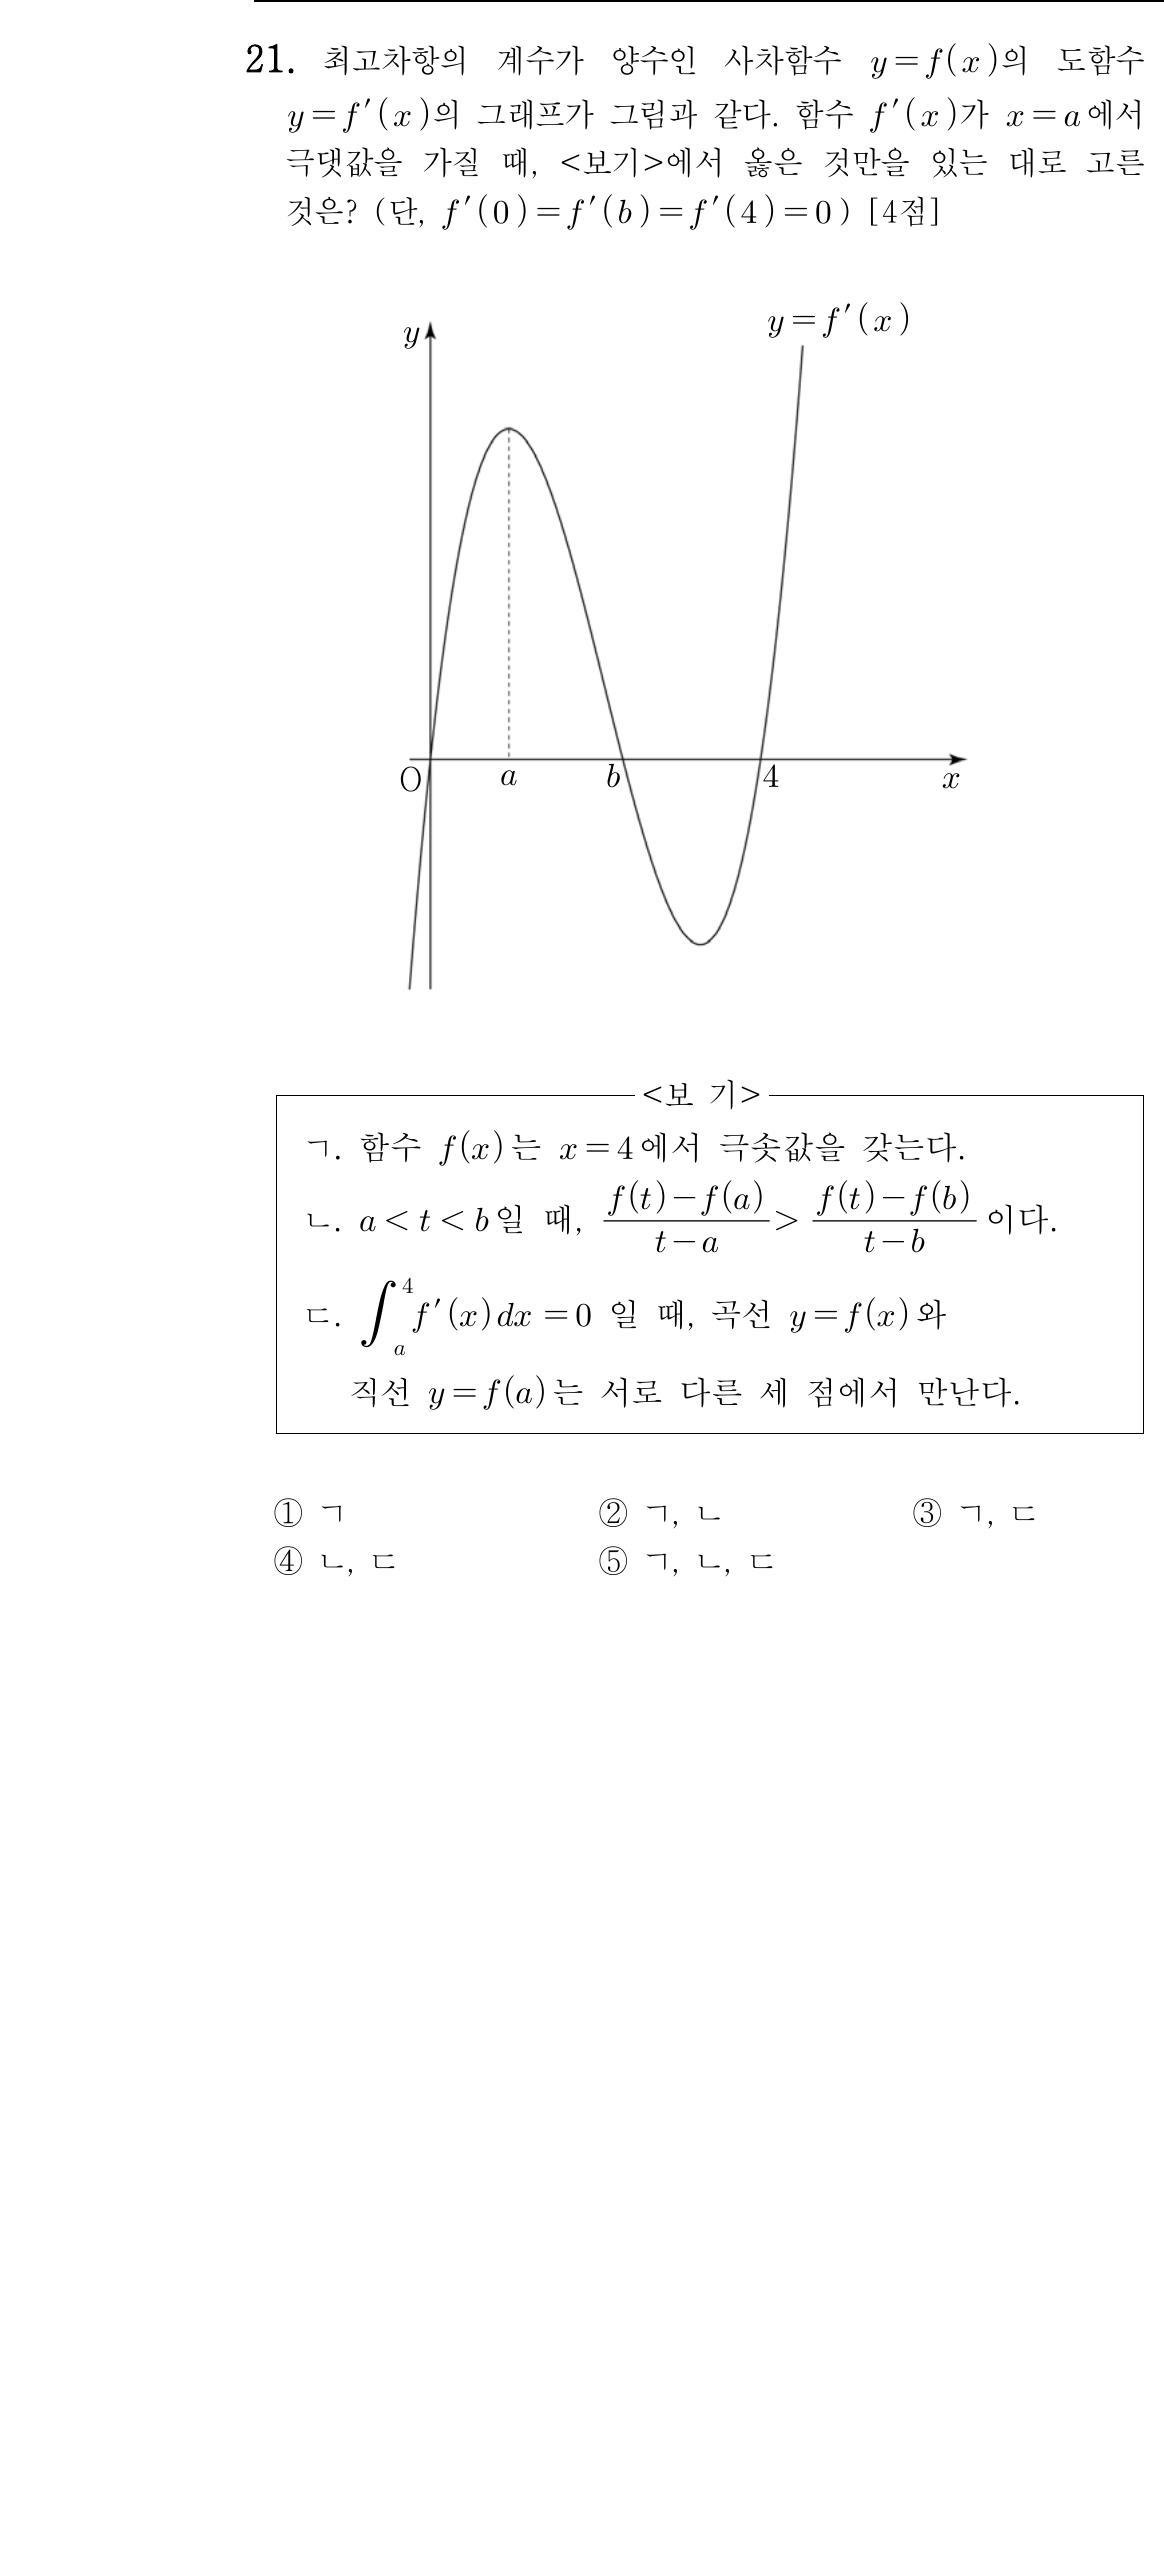 21. 최고차항의 계수가 양수인 사차함수 y=f(x)의 도함수
y=f′(x)의 그래프가 그림과 같다. 함수 f′(x)가 x=a에서
극댓값을 가질 때, <보기>에서 옳은 것만을 있는 대로 고른
것은? (단, f′(0)=f′(b)=f′(4)=0) [4점]
y=f′(x)
y
O a b 4 x
<보 기>
ㄱ. 함수 f(x)는 x=4에서 극솟값을 갖는다.
ㄴ. a<t<b일 때, \frac{f(t)-f(a)}{t-a} > \frac{f(t)-f(b)}{t-b} 이다.
ㄷ. \int_a^4 f′(x)dx=0 일 때, 곡선 y=f(x)와
직선 y=f(a)는 서로 다른 세 점에서 만난다.
① ㄱ ② ㄱ, ㄴ ③ ㄱ, ㄷ
④ ㄴ, ㄷ ⑤ ㄱ, ㄴ, ㄷ